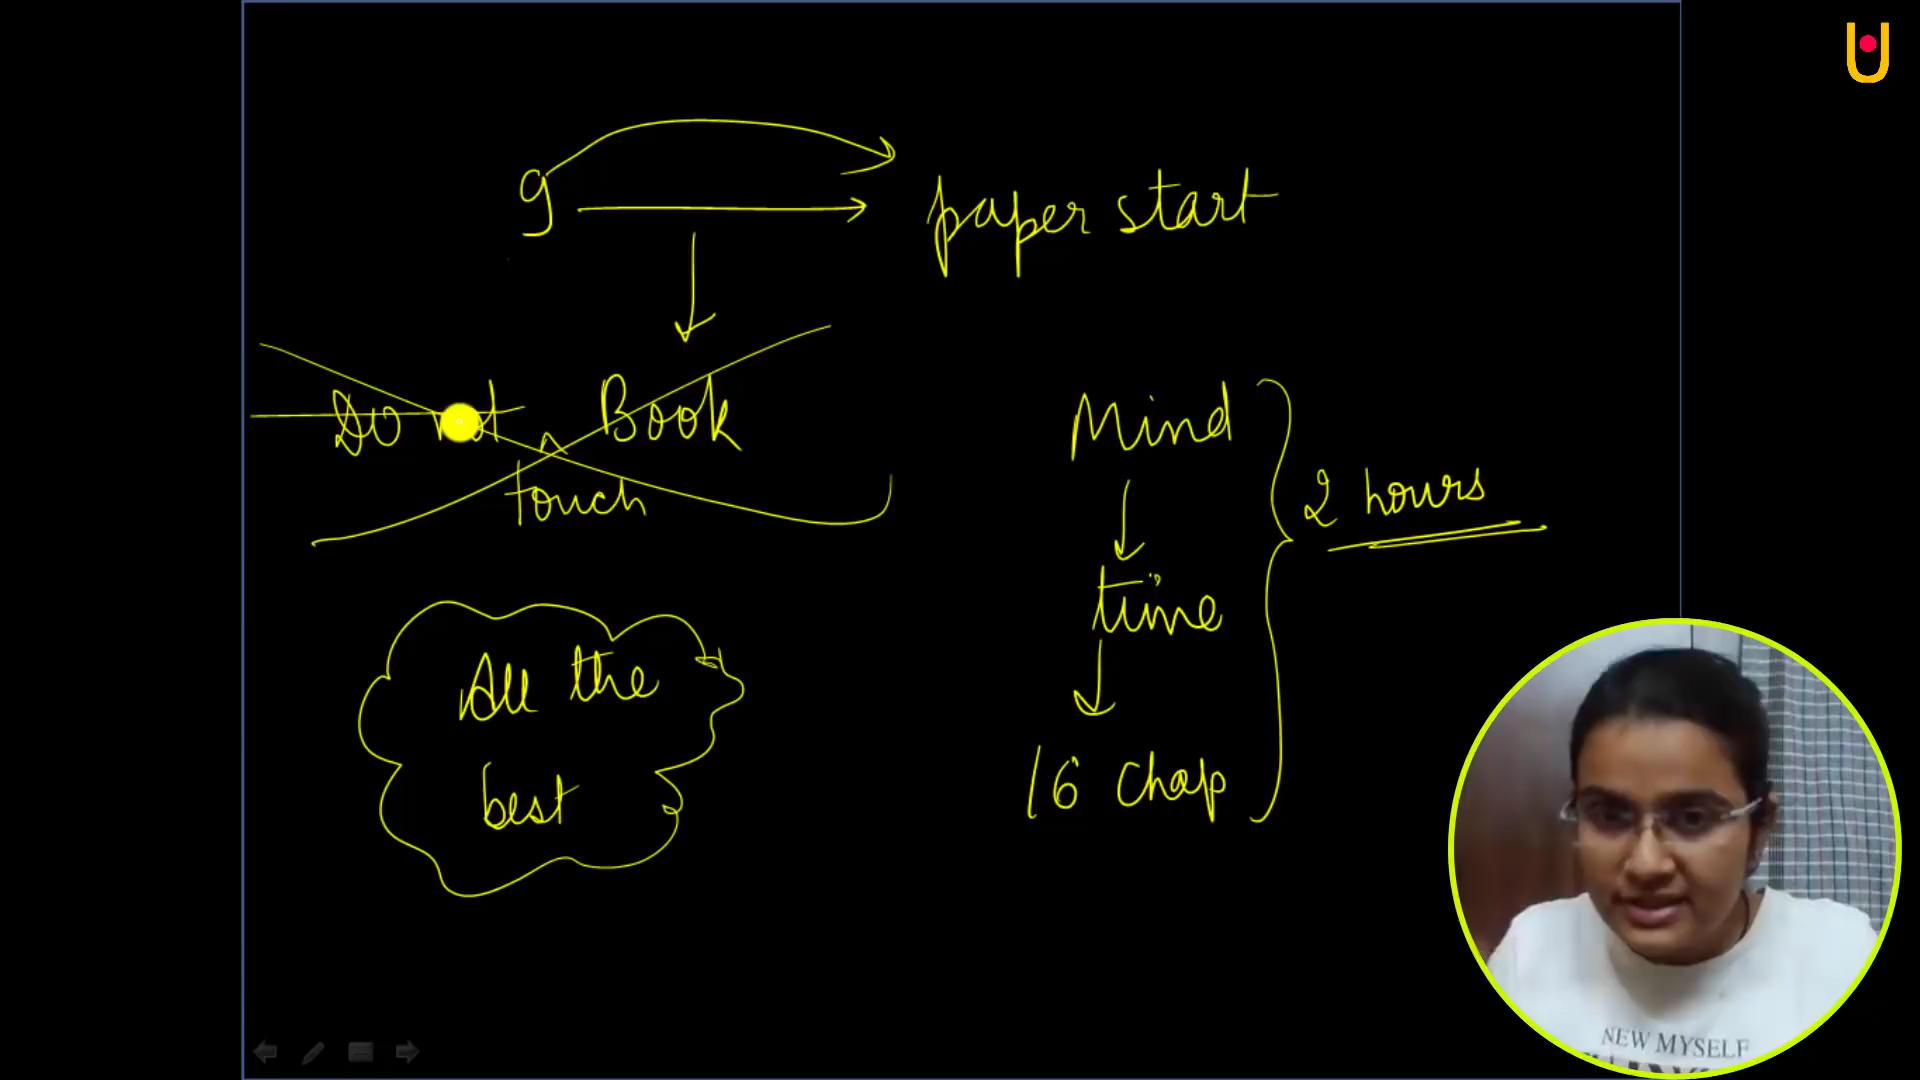 9 paper start
Do not Book
touch
Mind
time
16 Chap
2 hours
All the
best
NEW MYSELF